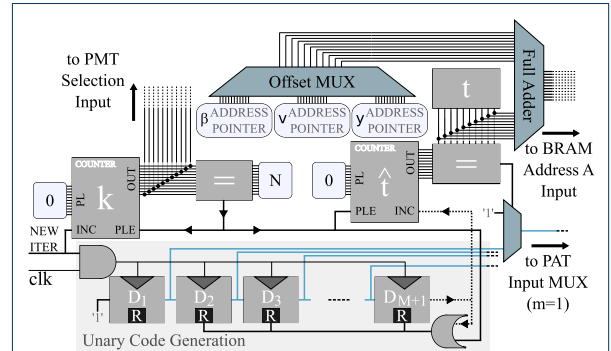 to PMT
Selection
Input
Offset MUX
β ADDRESS
POINTER
v ADDRESS
POINTER
y ADDRESS
POINTER
Full Adder
t
to BRAM
Address A
Input
COUNTER
0
PL
k
OUT
INC
PLE
=
N
COUNTER
0
PL
t̂
OUT
PLE
INC
=
NEW
ITER
clk
'1'
to PAT
Input MUX
(m=1)
'1'
D1
R
D2
R
D3
R
DM+1
R
Unary Code Generation